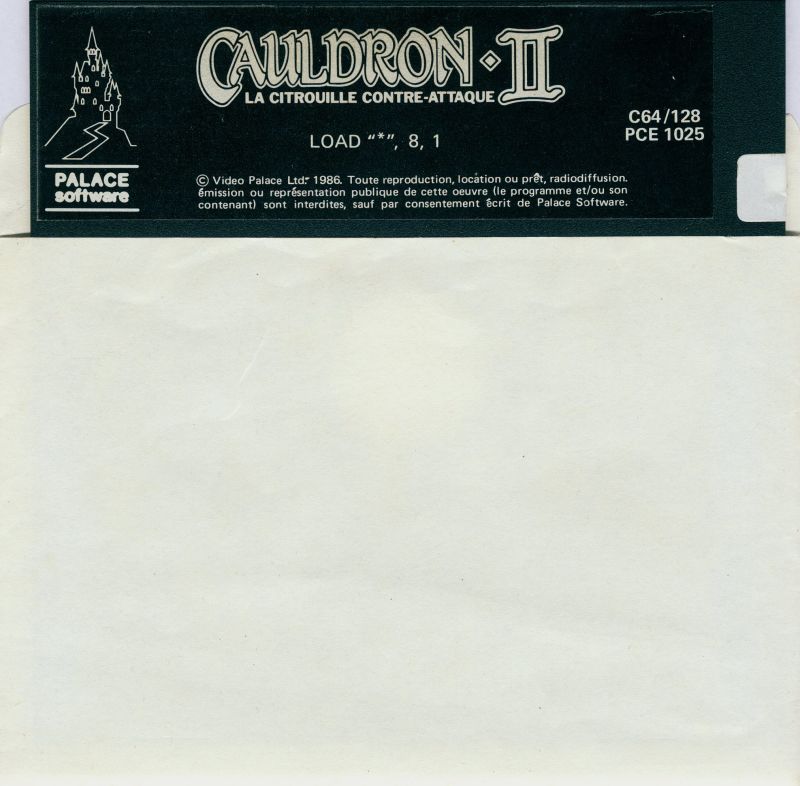 CAULDRON · II
LA CITROUILLE CONTRE-ATTAQUE
C64/128
PCE 1025
LOAD “*”, 8, 1
PALACE
software
© Video Palace Ltd. 1986. Toute reproduction, location ou prêt, radiodiffusion.
émission ou représentation publique de cette oeuvre (le programme et/ou son
contenant) sont interdites, sauf par consentement écrit de Palace Software.